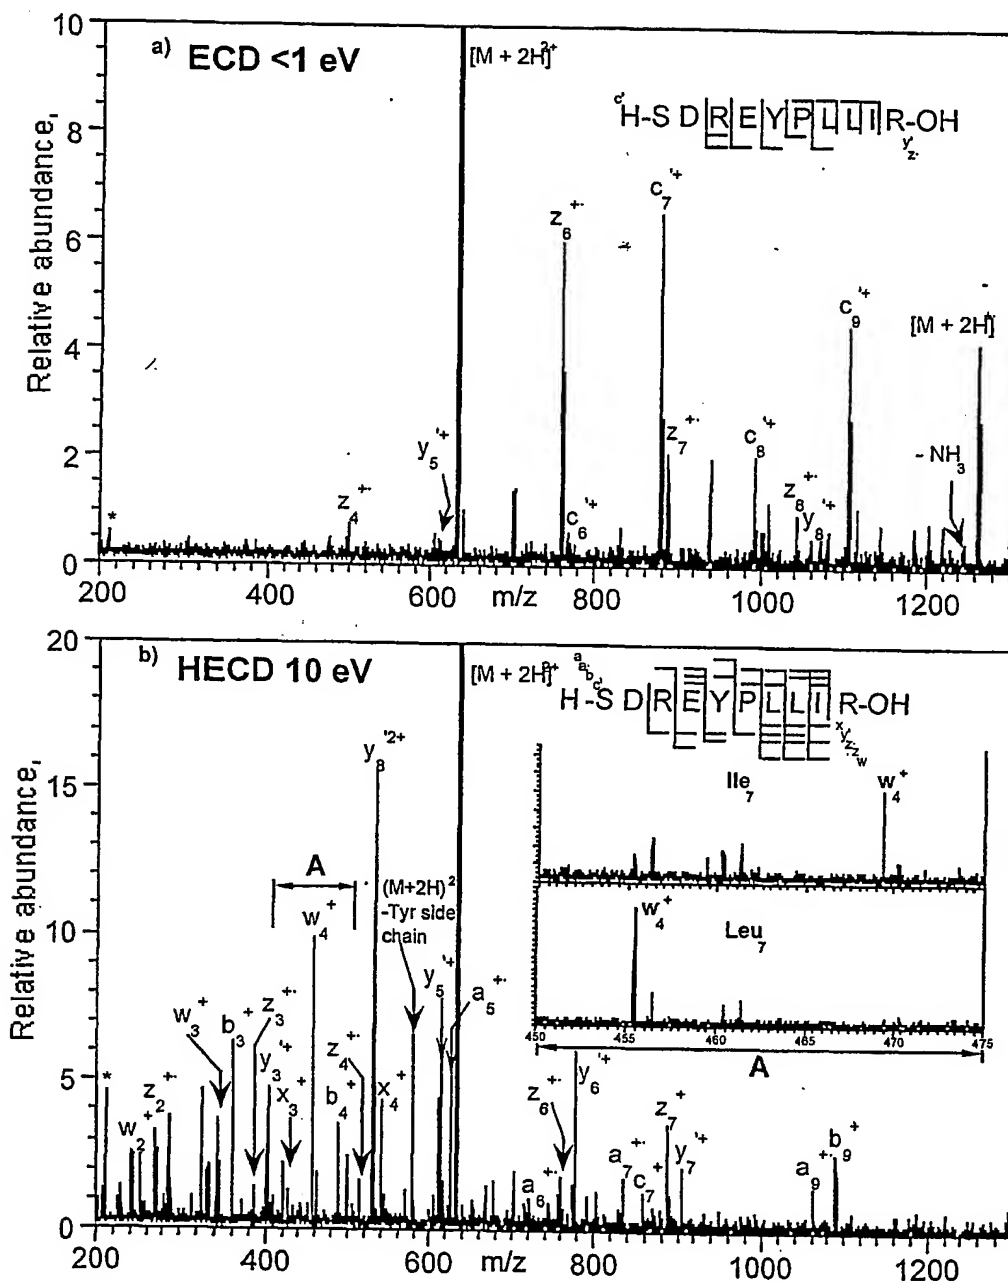 a) ECD <1 eV
[M + 2H]²⁺
c' H-S D R E Y P L L I R-OH
y' z·
Relative abundance,
10
8
6
4
2
0
*
z₄⁺·
y₅'⁺
z₆⁺·
c₆'⁺
c₇'⁺
z₇⁺·
c₈'⁺
z₈⁺·
y₈'⁺
c₉'⁺
- NH₃
[M + 2H]⁺·
200 400 600 m/z 800 1000 1200
b) HECD 10 eV
[M + 2H]²⁺
a a· b c'
H-S D R E Y P L L I R-OH
x y' z· z w
Relative abundance,
20
15
10
5
0
y₈'²⁺
A
w₄⁺
(M+2H)²
-Tyr side
chain
y₅'⁺
a₅⁺·
*
w₂⁺
z₂⁺·
w₃⁺
b₃⁺
z₃⁺·
y₃'⁺
x₃⁺
b₄⁺
z₄⁺·
x₄⁺
a₆⁺·
z₆⁺·
y₆'⁺
a₇⁺·
c₇'⁺
z₇⁺
y₇'⁺
a₉⁺·
b₉⁺
Ile₇
w₄⁺
w₄⁺
Leu₇
450 455 460 465 470 475
A
200 400 600 m/z 800 1000 1200